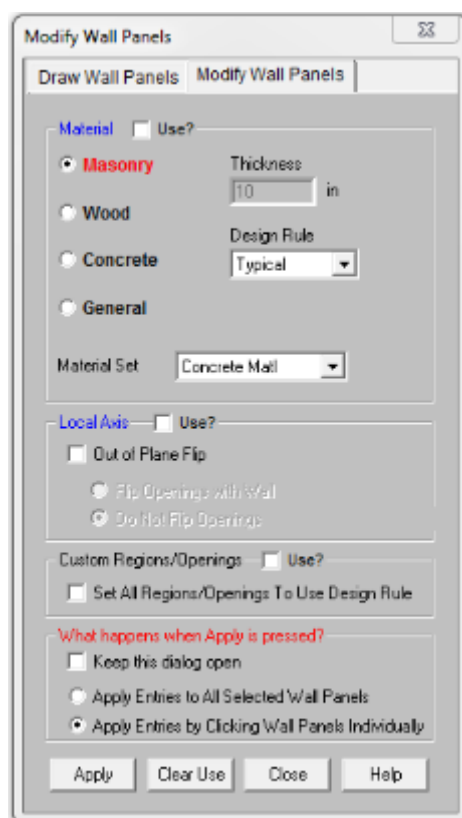 Modify Wall Panels
Draw Wall Panels Modify Wall Panels
Material Use?
Masonry Thickness
10 in
Wood
Design Rule
Concrete Typical
General
Material Set Concrete Matl
Local Axis Use?
Out of Plane Flip
Flip Openings with Wall
Do Not Flip Openings
Custom Regions/Openings Use?
Set All Regions/Openings To Use Design Rule
What happens when Apply is pressed?
Keep this dialog open
Apply Entries to All Selected Wall Panels
Apply Entries by Clicking Wall Panels Individually
Apply Clear Use Close Help